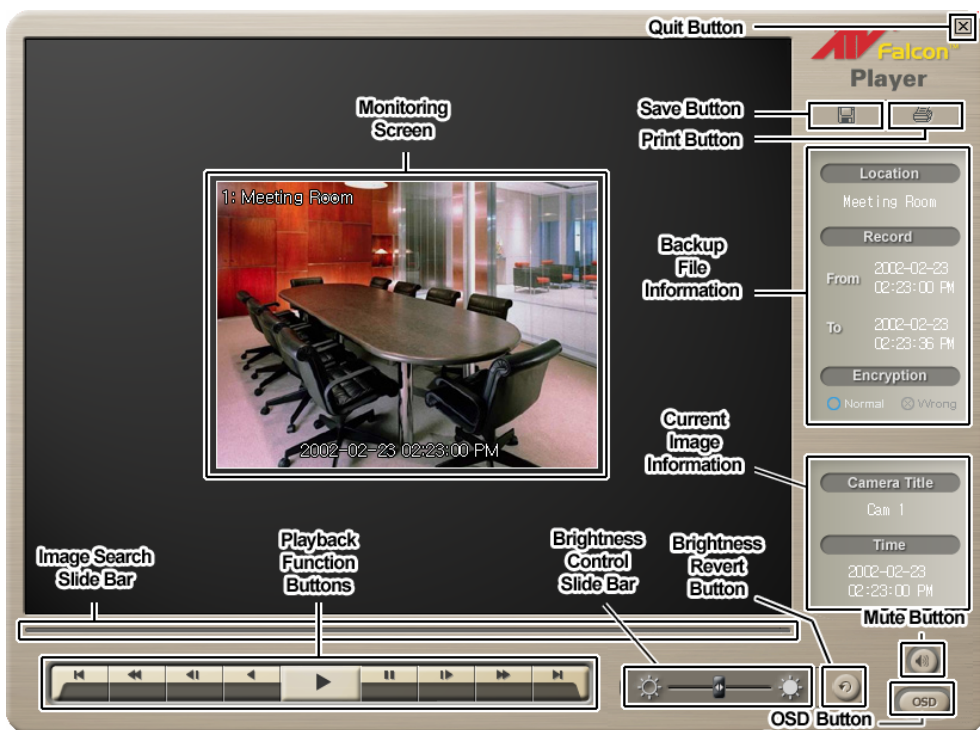 Quit Button
ATV
Falcon™
Player
Save Button
Print Button
Monitoring
Screen
1: Meeting Room
2002-02-23 02:23:00 PM
Backup
File
Information
Location
Meeting Room
Record
From 2002-02-23
02:23:00 PM
To 2002-02-23
02:23:36 PM
Encryption
Normal Wrong
Current
Image
Information
Camera Title
Cam 1
Time
2002-02-23
02:23:00 PM
Image Search
Slide Bar
Playback
Function
Buttons
Brightness
Control
Slide Bar
Brightness
Revert
Button
Mute Button
OSD
OSD Button